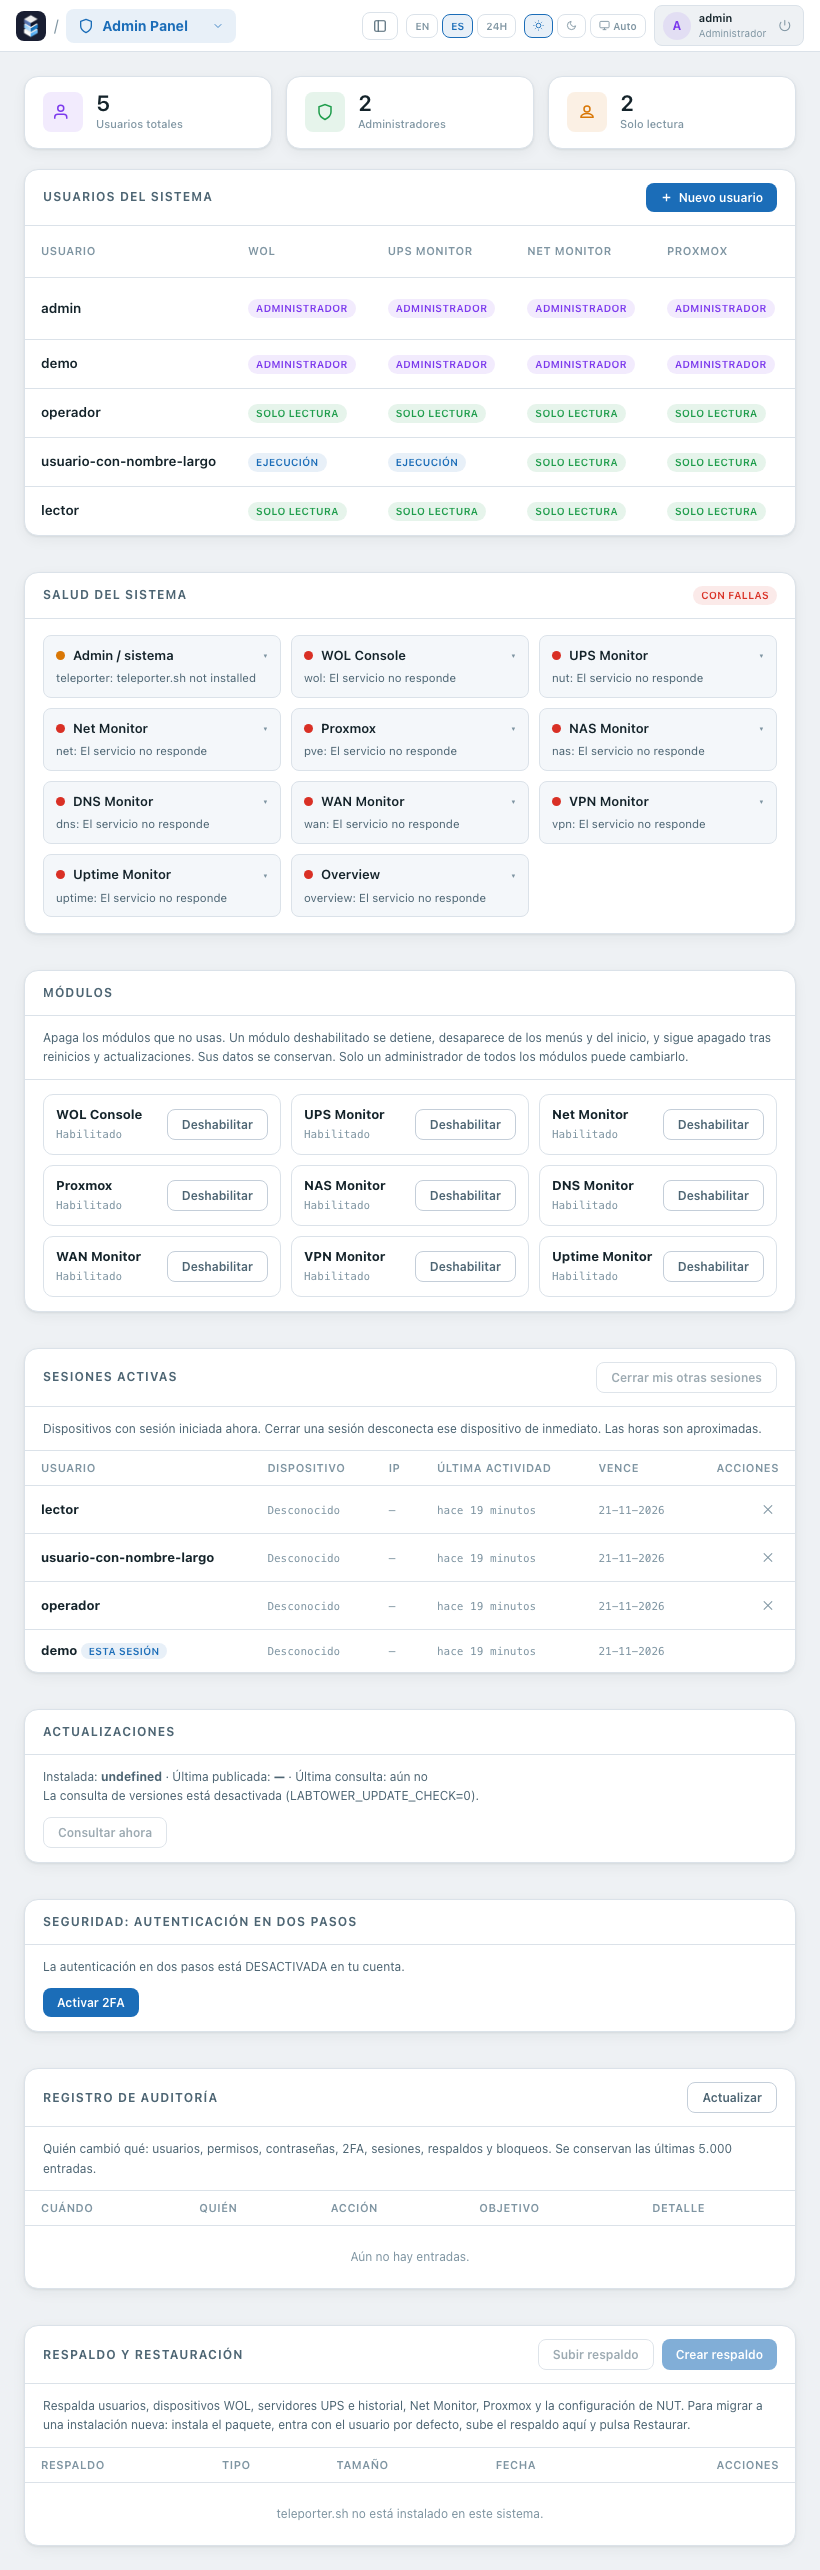 / Admin Panel EN ES 24H Auto A admin
Administrador
5
Usuarios totales
2
Administradores
2
Solo lectura
USUARIOS DEL SISTEMA + Nuevo usuario
USUARIO WOL UPS MONITOR NET MONITOR PROXMOX
admin ADMINISTRADOR ADMINISTRADOR ADMINISTRADOR ADMINISTRADOR
demo ADMINISTRADOR ADMINISTRADOR ADMINISTRADOR ADMINISTRADOR
operador SOLO LECTURA SOLO LECTURA SOLO LECTURA SOLO LECTURA
usuario-con-nombre-largo EJECUCIÓN EJECUCIÓN SOLO LECTURA SOLO LECTURA
lector SOLO LECTURA SOLO LECTURA SOLO LECTURA SOLO LECTURA
SALUD DEL SISTEMA CON FALLAS
Admin / sistema
teleporter: teleporter.sh not installed
WOL Console
wol: El servicio no responde
UPS Monitor
nut: El servicio no responde
Net Monitor
net: El servicio no responde
Proxmox
pve: El servicio no responde
NAS Monitor
nas: El servicio no responde
DNS Monitor
dns: El servicio no responde
WAN Monitor
wan: El servicio no responde
VPN Monitor
vpn: El servicio no responde
Uptime Monitor
uptime: El servicio no responde
Overview
overview: El servicio no responde
MÓDULOS
Apaga los módulos que no usas. Un módulo deshabilitado se detiene, desaparece de los menús y del inicio, y sigue apagado tras
reinicios y actualizaciones. Sus datos se conservan. Solo un administrador de todos los módulos puede cambiarlo.
WOL Console
Habilitado
Deshabilitar
UPS Monitor
Habilitado
Deshabilitar
Net Monitor
Habilitado
Deshabilitar
Proxmox
Habilitado
Deshabilitar
NAS Monitor
Habilitado
Deshabilitar
DNS Monitor
Habilitado
Deshabilitar
WAN Monitor
Habilitado
Deshabilitar
VPN Monitor
Habilitado
Deshabilitar
Uptime Monitor
Habilitado
Deshabilitar
SESIONES ACTIVAS Cerrar mis otras sesiones
Dispositivos con sesión iniciada ahora. Cerrar una sesión desconecta ese dispositivo de inmediato. Las horas son aproximadas.
USUARIO DISPOSITIVO IP ÚLTIMA ACTIVIDAD VENCE ACCIONES
lector Desconocido — hace 19 minutos 21-11-2026
usuario-con-nombre-largo Desconocido — hace 19 minutos 21-11-2026
operador Desconocido — hace 19 minutos 21-11-2026
demo ESTA SESIÓN Desconocido — hace 19 minutos 21-11-2026
ACTUALIZACIONES
Instalada: undefined · Última publicada: — · Última consulta: aún no
La consulta de versiones está desactivada (LABTOWER_UPDATE_CHECK=0).
Consultar ahora
SEGURIDAD: AUTENTICACIÓN EN DOS PASOS
La autenticación en dos pasos está DESACTIVADA en tu cuenta.
Activar 2FA
REGISTRO DE AUDITORÍA Actualizar
Quién cambió qué: usuarios, permisos, contraseñas, 2FA, sesiones, respaldos y bloqueos. Se conservan las últimas 5.000
entradas.
CUÁNDO QUIÉN ACCIÓN OBJETIVO DETALLE
Aún no hay entradas.
RESPALDO Y RESTAURACIÓN Subir respaldo Crear respaldo
Respalda usuarios, dispositivos WOL, servidores UPS e historial, Net Monitor, Proxmox y la configuración de NUT. Para migrar a
una instalación nueva: instala el paquete, entra con el usuario por defecto, sube el respaldo aquí y pulsa Restaurar.
RESPALDO TIPO TAMAÑO FECHA ACCIONES
teleporter.sh no está instalado en este sistema.